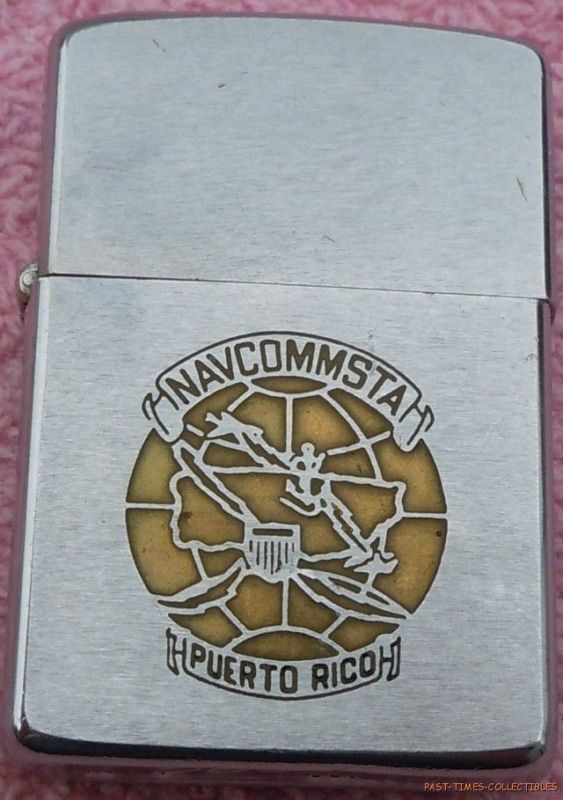 NAVCOMMSTA
PUERTO RICO
PAST-TIMES-COLLECTIBLES